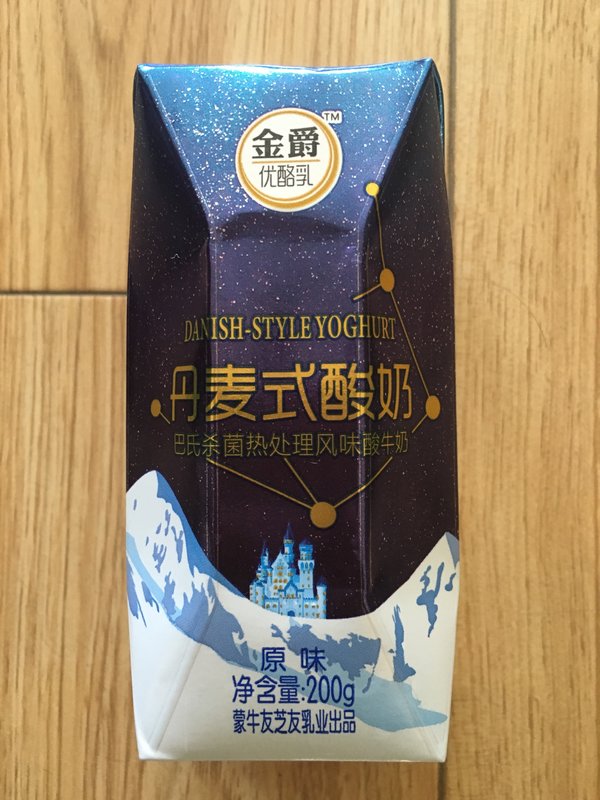 金爵
TM
优酪乳
DANISH-STYLE YOGHURT
丹麦式酸奶
巴氏杀菌热处理风味酸牛奶
原味
净含量:200g
蒙牛友芝友乳业出品